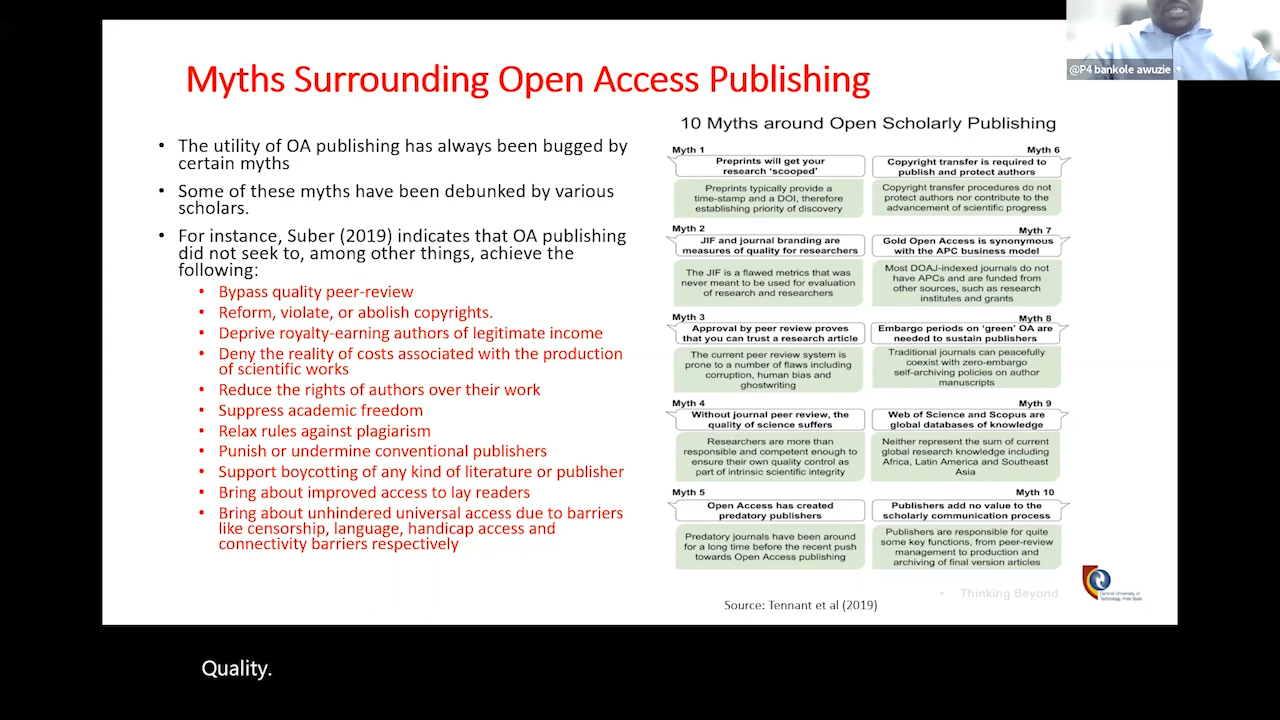 @P4 bankole awuzie
Myths Surrounding Open Access Publishing
• The utility of OA publishing has always been bugged by
certain myths
• Some of these myths have been debunked by various
scholars.
• For instance, Suber (2019) indicates that OA publishing
did not seek to, among other things, achieve the
following:
• Bypass quality peer-review
• Reform, violate, or abolish copyrights.
• Deprive royalty-earning authors of legitimate income
• Deny the reality of costs associated with the production
of scientific works
• Reduce the rights of authors over their work
• Suppress academic freedom
• Relax rules against plagiarism
• Punish or undermine conventional publishers
• Support boycotting of any kind of literature or publisher
• Bring about improved access to lay readers
• Bring about unhindered universal access due to barriers
like censorship, language, handicap access and
connectivity barriers respectively
10 Myths around Open Scholarly Publishing
Myth 1
Preprints will get your
research ‘scooped’
Preprints typically provide a
time-stamp and a DOI, therefore
establishing priority of discovery
Myth 2
JIF and journal branding are
measures of quality for researchers
The JIF is a flawed metrics that was
never meant to be used for evaluation
of research and researchers
Myth 3
Approval by peer review proves
that you can trust a research article
The current peer review system is
prone to a number of flaws including
corruption, human bias and
ghostwriting
Myth 4
Without journal peer review, the
quality of science suffers
Researchers are more than
responsible and competent enough to
ensure their own quality control as
part of intrinsic scientific integrity
Myth 5
Open Access has created
predatory publishers
Predatory journals have been around
for a long time before the recent push
towards Open Access publishing
Myth 6
Copyright transfer is required to
publish and protect authors
Copyright transfer procedures do not
protect authors nor contribute to the
advancement of scientific progress
Myth 7
Gold Open Access is synonymous
with the APC business model
Most DOAJ-indexed journals do not
have APCs and are funded from
other sources, such as research
institutes and grants
Myth 8
Embargo periods on ‘green’ OA are
needed to sustain publishers
Traditional journals can peacefully
coexist with zero-embargo
self-archiving policies on author
manuscripts
Myth 9
Web of Science and Scopus are
global databases of knowledge
Neither represent the sum of current
global research knowledge including
Africa, Latin America and Southeast
Asia
Myth 10
Publishers add no value to the
scholarly communication process
Publishers are responsible for quite
some key functions, from peer-review
management to production and
archiving of final version articles
Source: Tennant et al (2019)
• Thinking Beyond
Central University of
Technology, Free State
Quality.